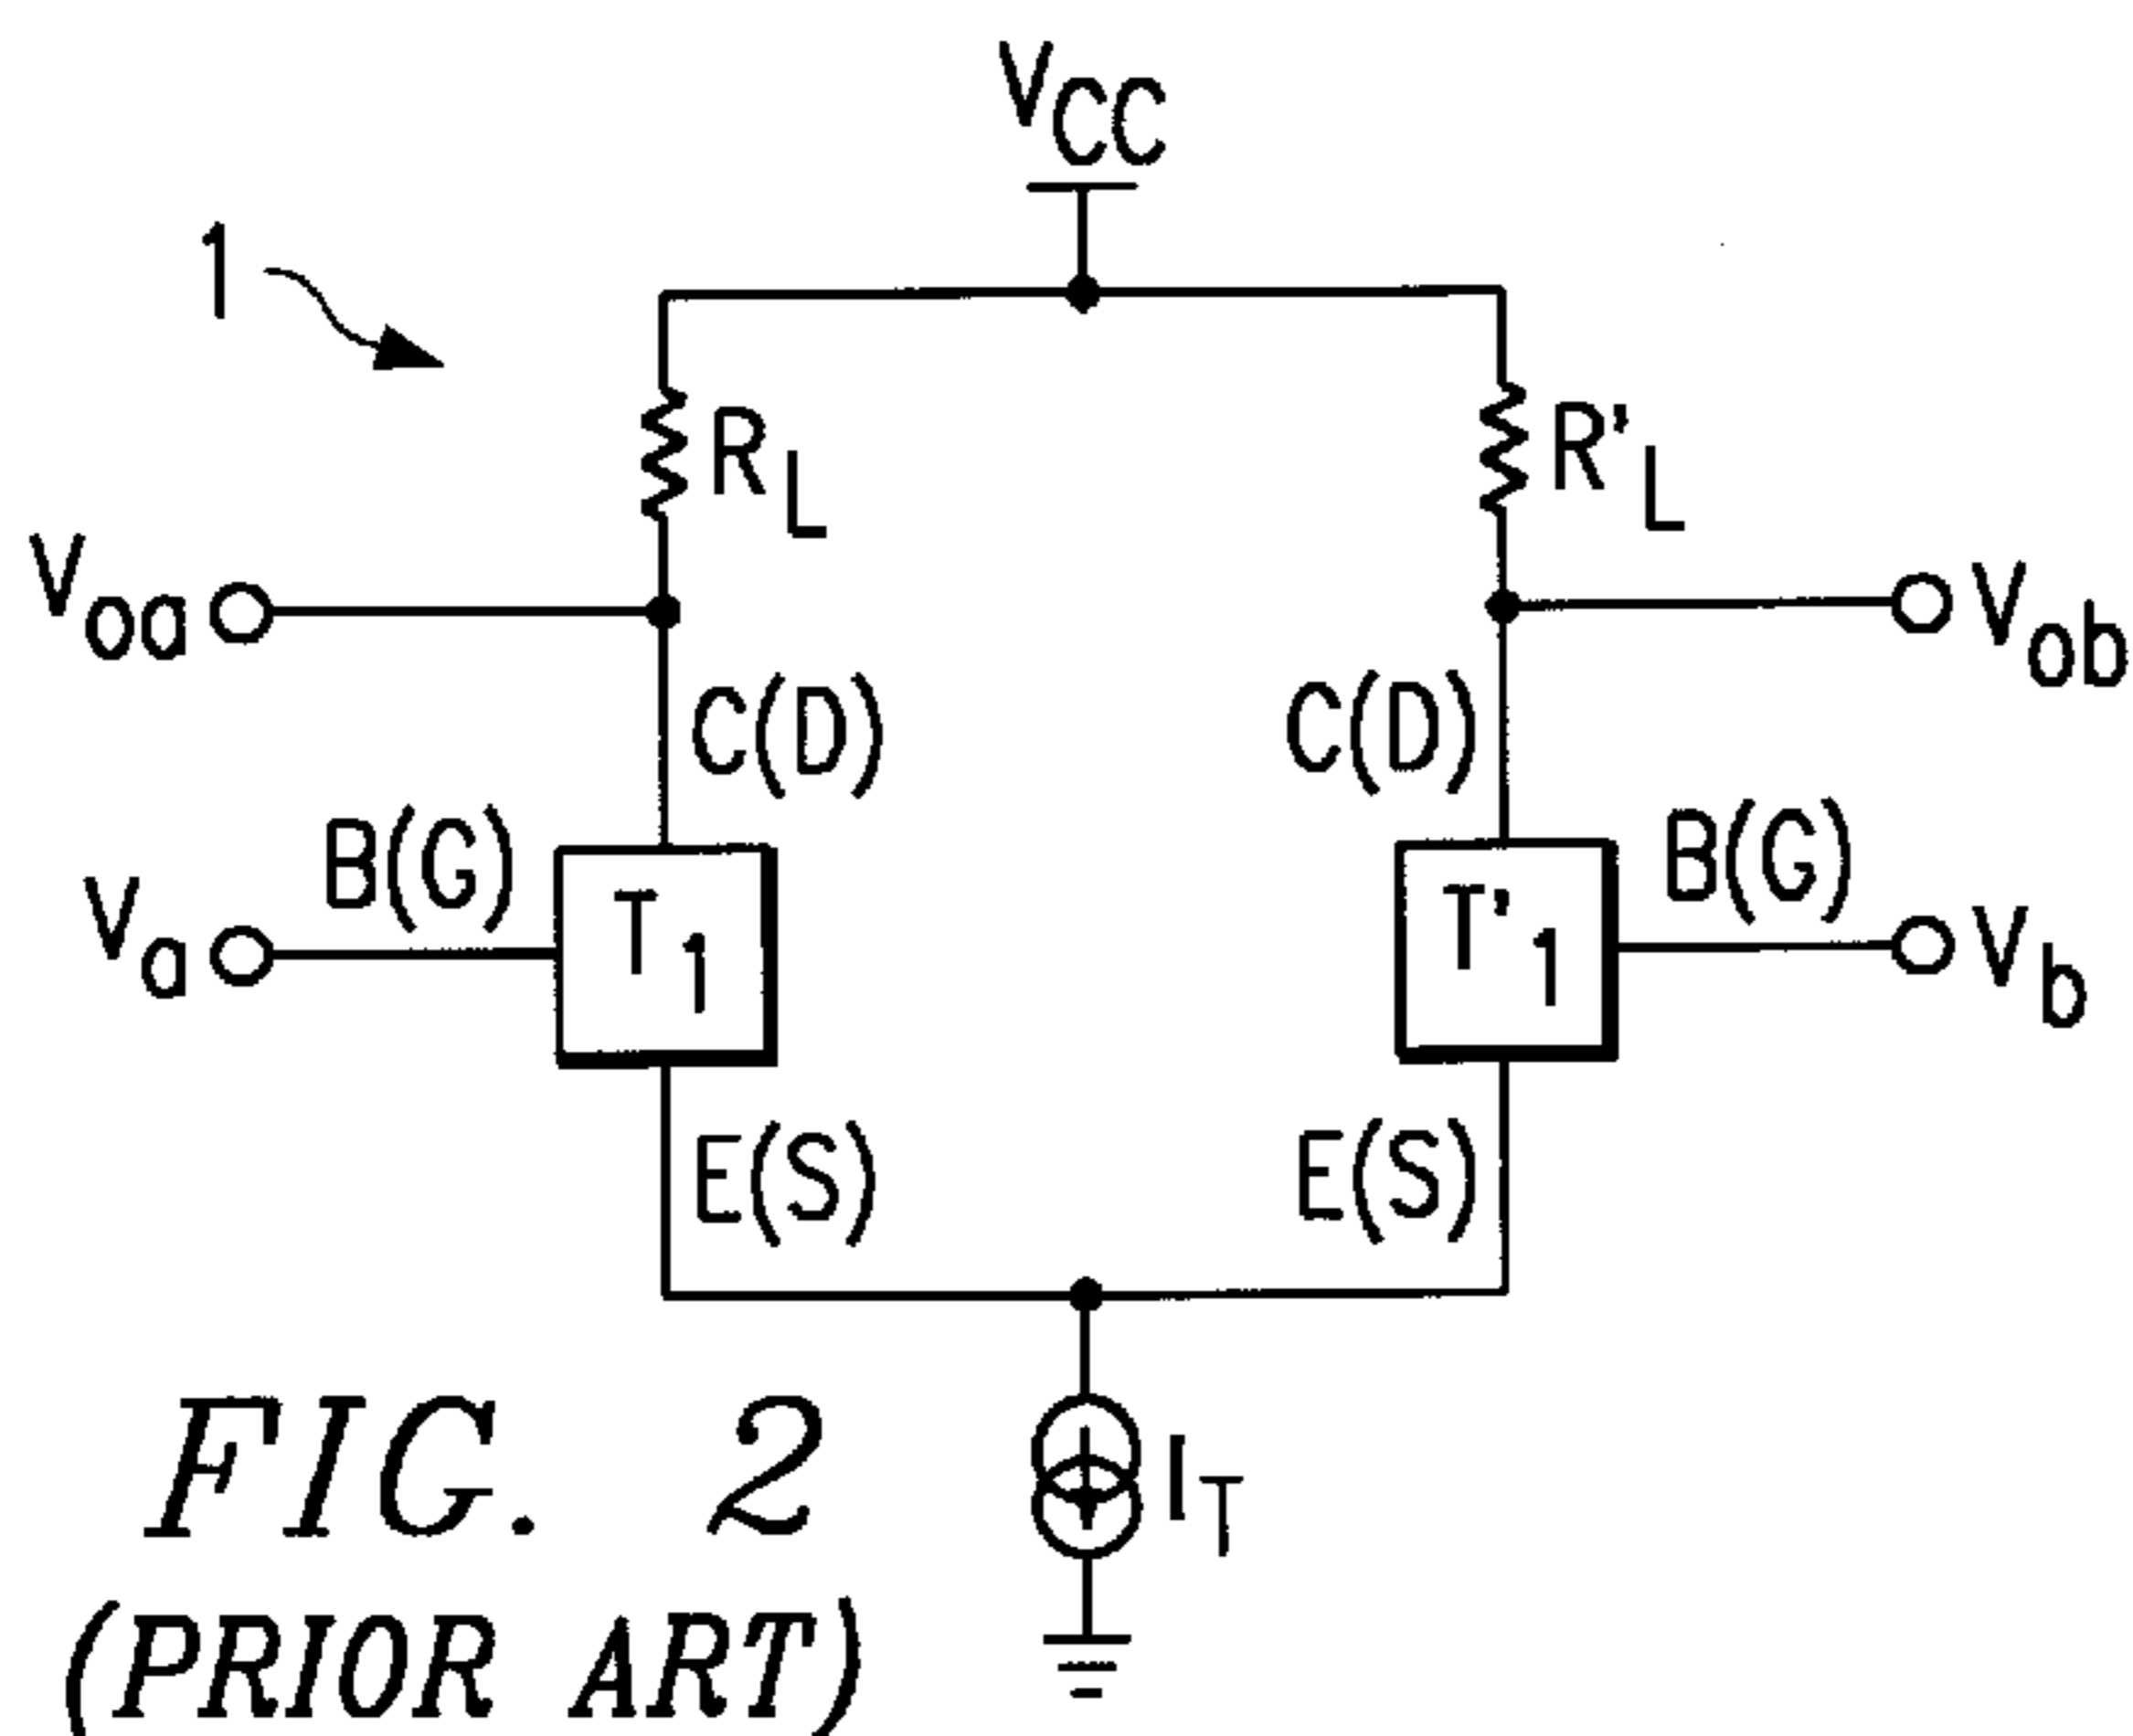 VCC
1
RL
R'L
Voa
Vob
C(D)
C(D)
B(G)
B(G)
Va
T1
T'1
Vb
E(S)
E(S)
IT
FIG. 2
(PRIOR ART)